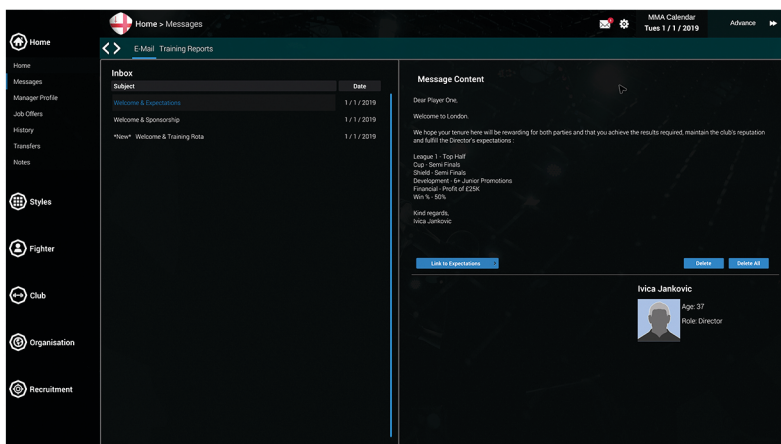 Home > Messages
MMA Calendar
Tues 1 / 1 / 2019
Advance
Home
E-Mail Training Reports
Home
Messages
Manager Profile
Job Offers
History
Transfers
Notes
Styles
Fighter
Club
Organisation
Recruitment
Inbox
Subject Date
Welcome & Expectations 1 / 1 / 2019
Welcome & Sponsorship 1 / 1 / 2019
*New* Welcome & Training Rota 1 / 1 / 2019
Message Content
Dear Player One,
Welcome to London.
We hope your tenure here will be rewarding for both parties and that you achieve the results required, maintain the club's reputation
and fulfill the Director's expectations :
League 1 - Top Half
Cup - Semi Finals
Shield - Semi Finals
Development - 6+ Junior Promotions
Financial - Profit of £25K
Win % - 50%
Kind regards,
Ivica Jankovic
Link to Expectations
Delete
Delete All
Ivica Jankovic
Age: 37
Role: Director